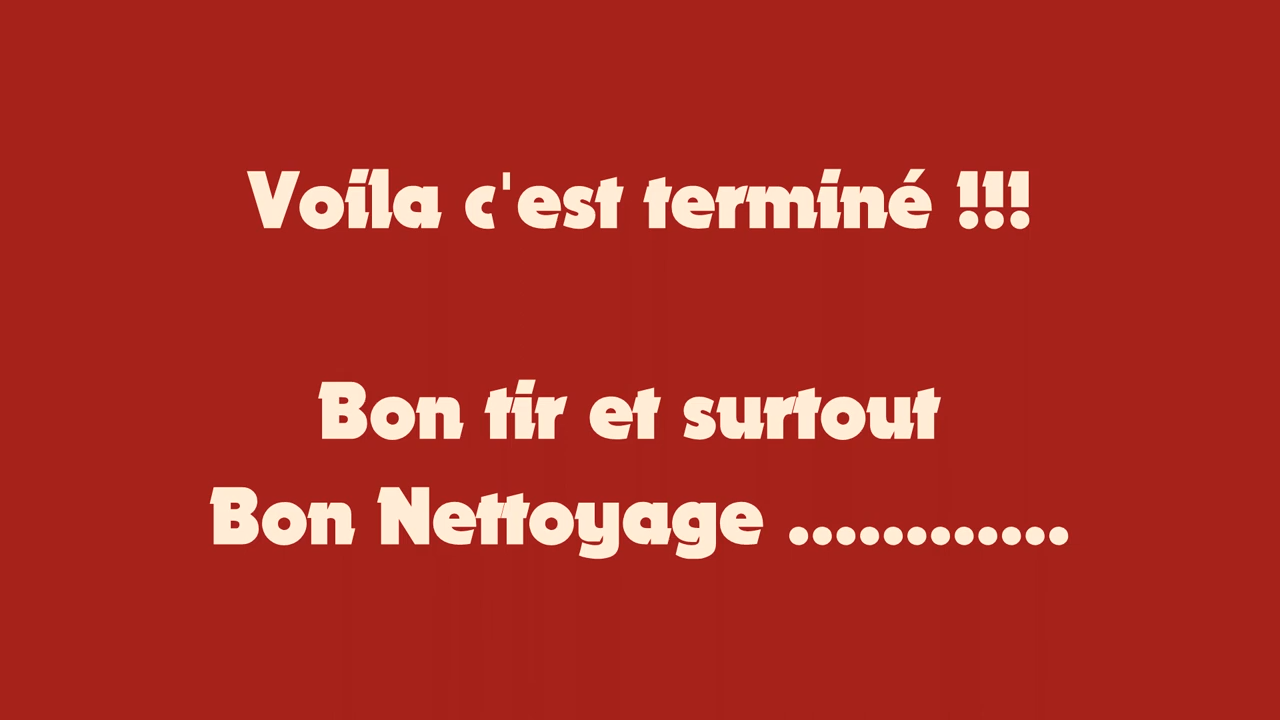 Voila c'est terminé !!!
Bon tir et surtout
Bon Nettoyage ............